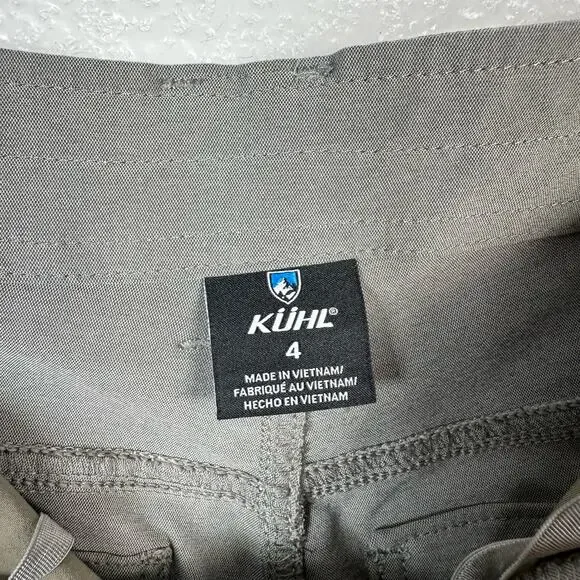 KÜHL®
4
MADE IN VIETNAM/
FABRIQUÉ AU VIETNAM/
HECHO EN VIETNAM